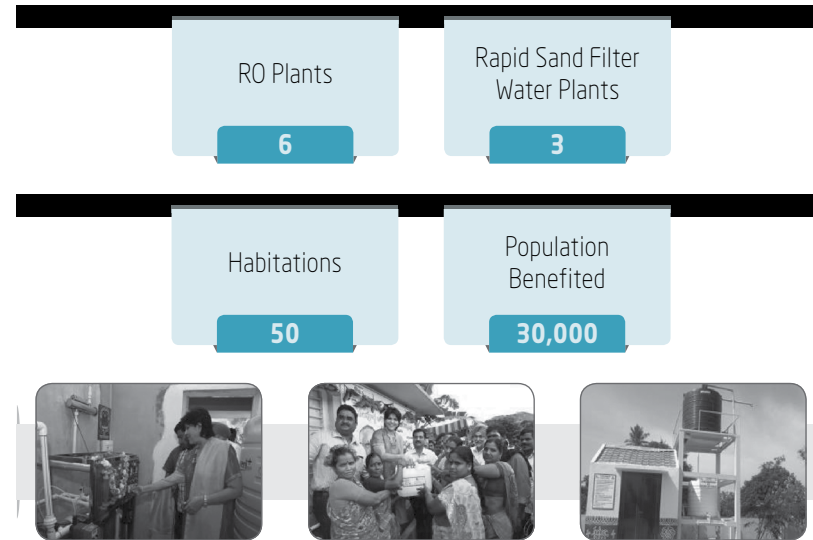 RO Plants
6
Rapid Sand Filter
Water Plants
3
Habitations
50
Population
Benefited
30,000